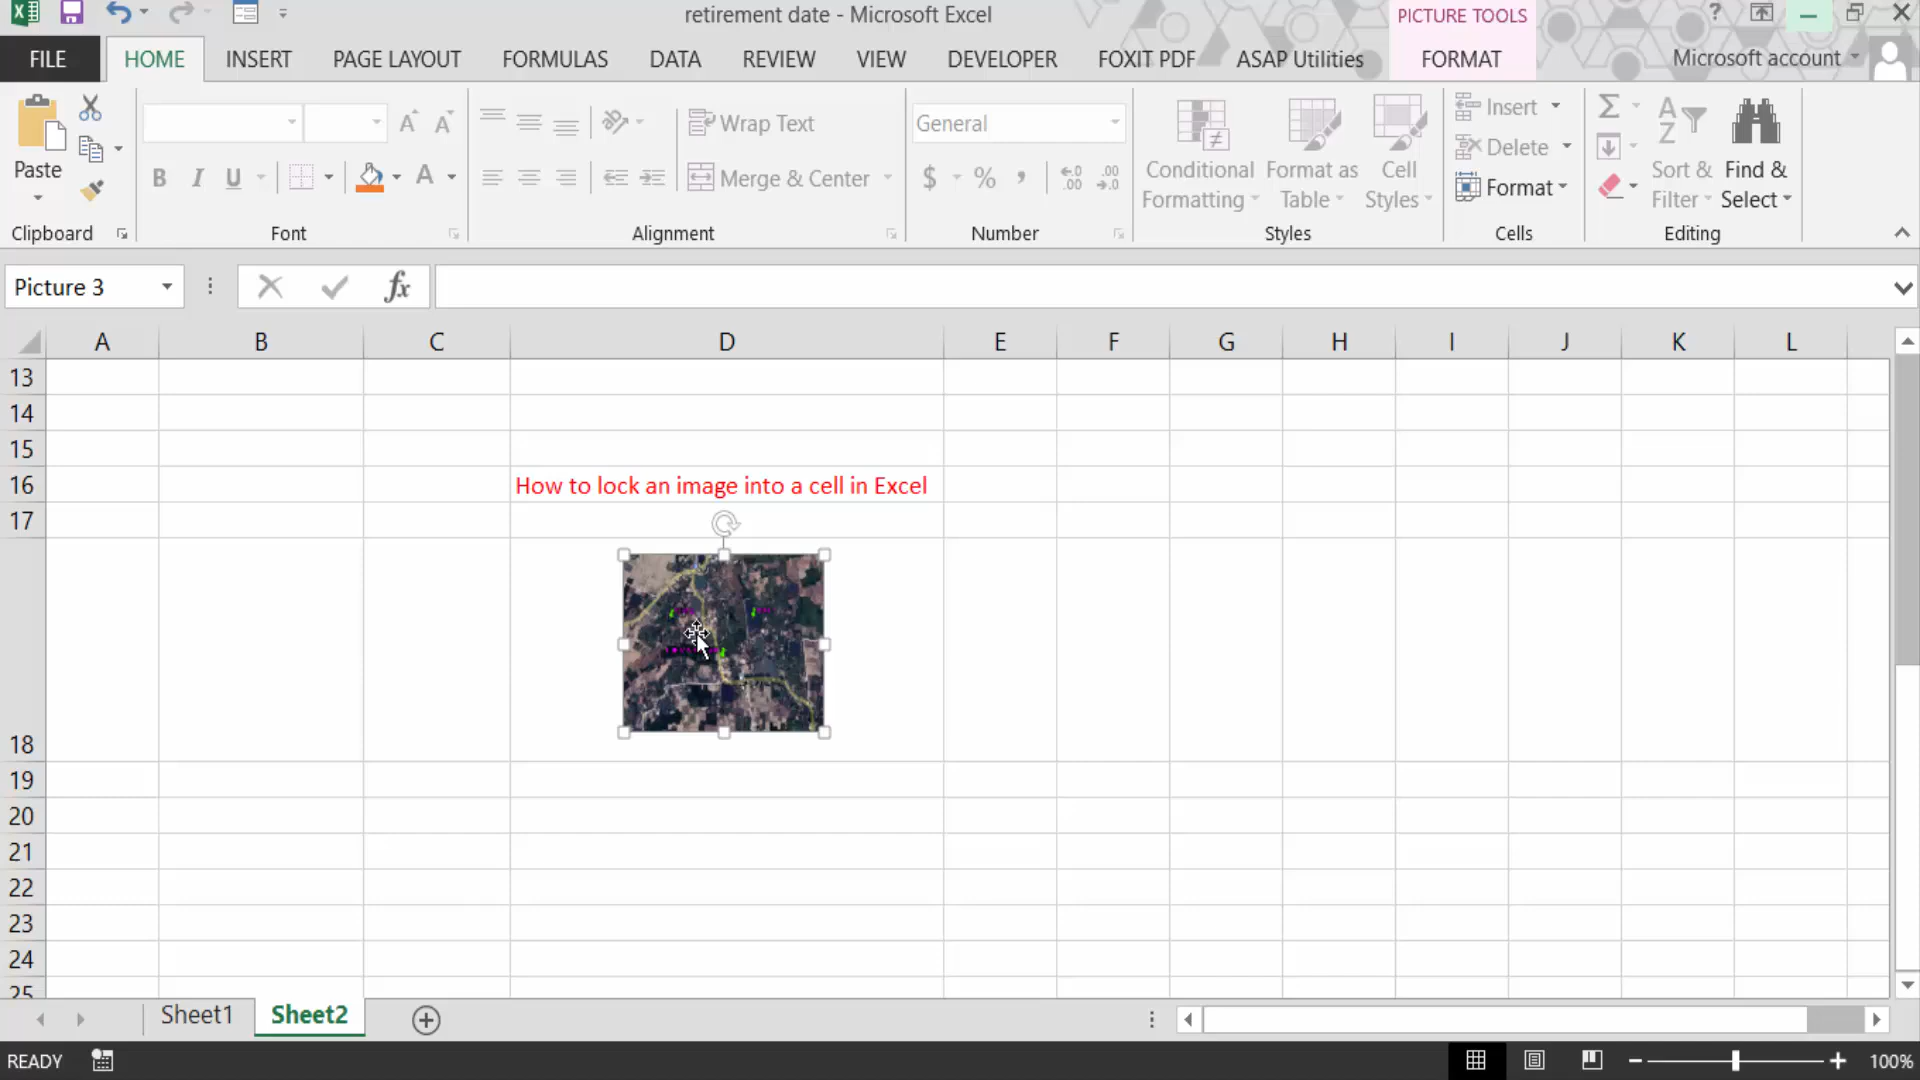 retirement date - Microsoft Excel
PICTURE TOOLS
?
FILE HOME INSERT PAGE LAYOUT FORMULAS DATA REVIEW VIEW DEVELOPER FOXIT PDF ASAP Utilities FORMAT Microsoft account
Paste
Clipboard
B I U A
Font
Wrap Text
Merge & Center
Alignment
General
$ % ,
Number
Conditional Formatting
Format as Table
Cell Styles
Styles
Insert
Delete
Format
Cells
Sort & Filter
Find & Select
Editing
Picture 3
fx
A B C D E F G H I J K L
13
14
15
16 How to lock an image into a cell in Excel
17
18
19
20
21
22
23
24
25
Sheet1 Sheet2
READY
100%